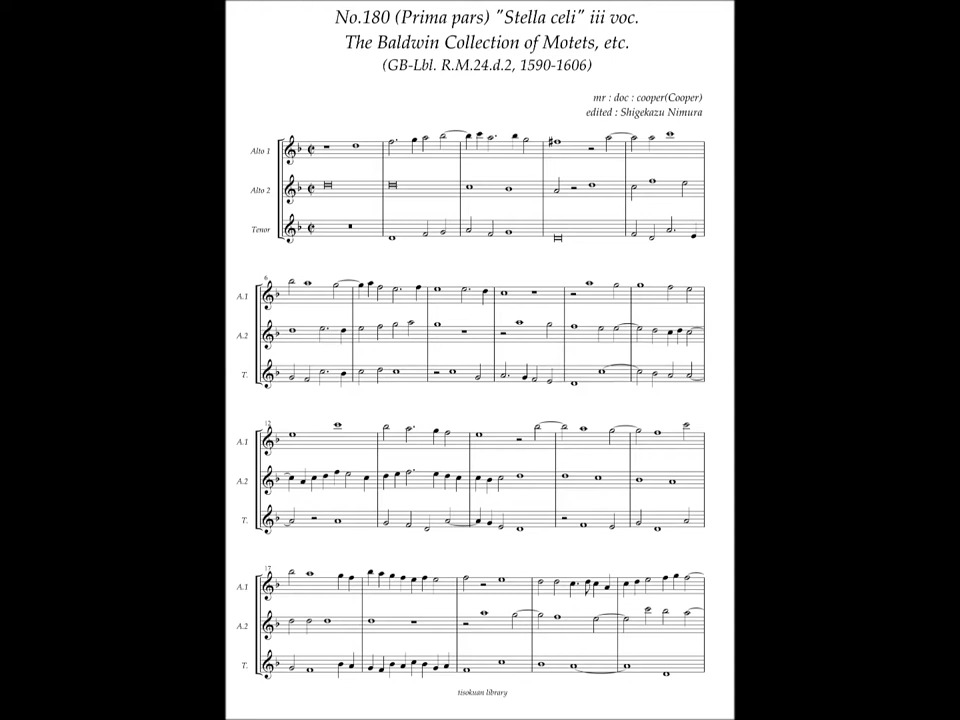 No.180 (Prima pars) "Stella celi" iii voc.
The Baldwin Collection of Motets, etc.
(GB-Lbl. R.M.24.d.2, 1590-1606)
mr : doc : cooper(Cooper)
edited : Shigekazu Nimura
Alto 1
Alto 2
Tenor
6
A.1
A.2
T.
12
A.1
A.2
T.
17
A.1
A.2
T.
tisokuan library